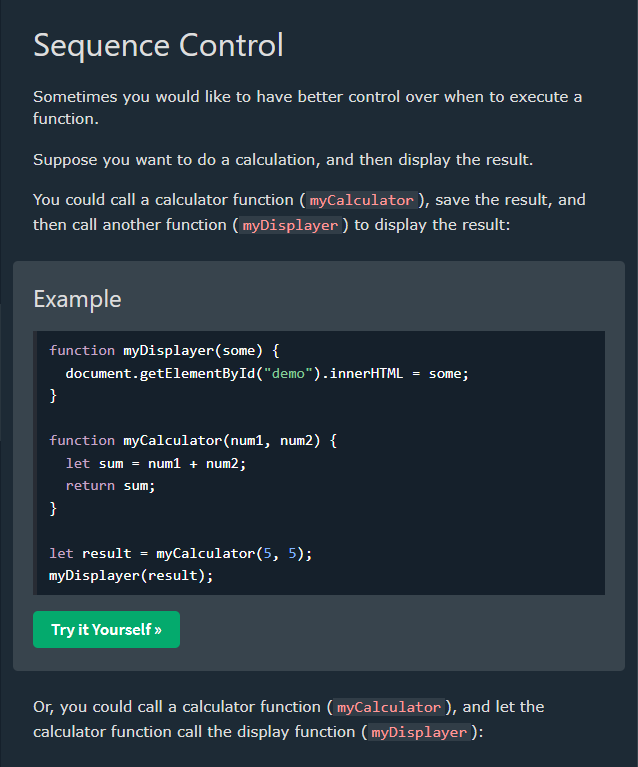 Sequence Control
Sometimes you would like to have better control over when to execute a
function.
Suppose you want to do a calculation, and then display the result.
You could call a calculator function (myCalculator), save the result, and
then call another function (myDisplayer) to display the result:
Example
function myDisplayer(some) {
  document.getElementById("demo").innerHTML = some;
}

function myCalculator(num1, num2) {
  let sum = num1 + num2;
  return sum;
}

let result = myCalculator(5, 5);
myDisplayer(result);
Try it Yourself »
Or, you could call a calculator function (myCalculator), and let the
calculator function call the display function (myDisplayer):